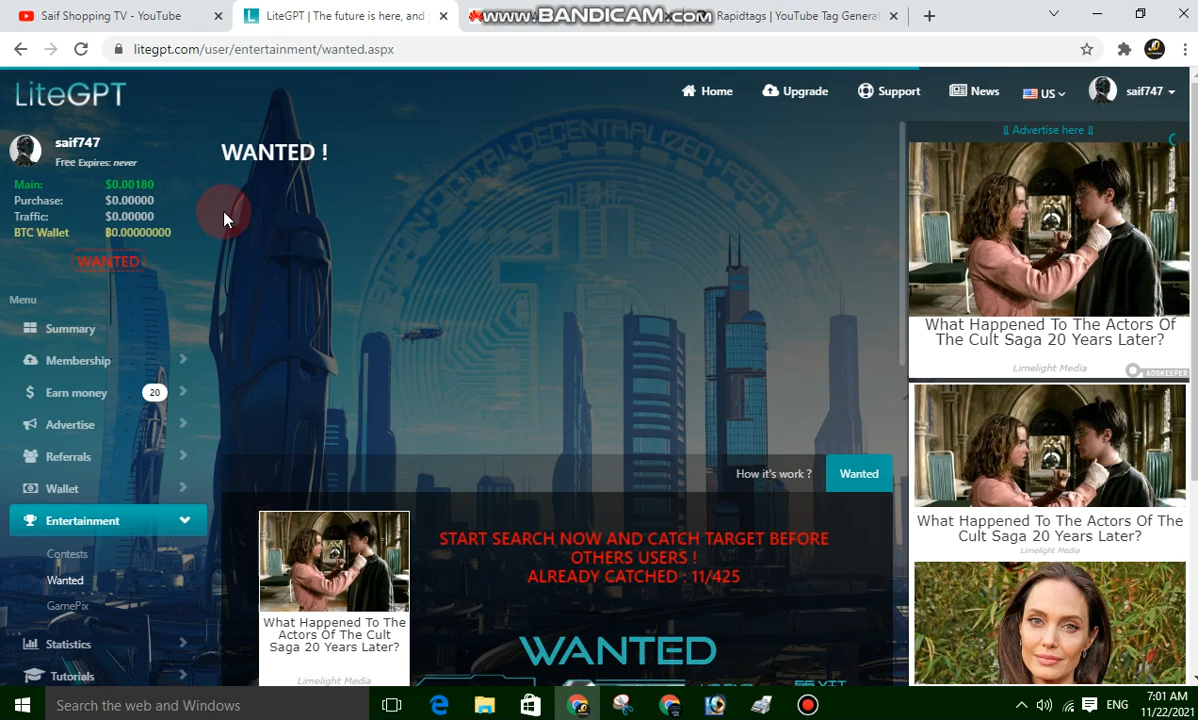 Saif Shopping TV - YouTube
LiteGPT | The future is here, and y
www.BANDICAM.com
Rapidtags | YouTube Tag Generat
litegpt.com/user/entertainment/wanted.aspx
LiteGPT
Home
Upgrade
Support
News
US
saif747
saif747
Free Expires: never
Main: $0.00180
Purchase: $0.00000
Traffic: $0.00000
BTC Wallet ฿0.00000000
WANTED
Menu
Summary
Membership
Earn money 20
Advertise
Referrals
Wallet
Entertainment
Contests
Wanted
GamePix
Statistics
Tutorials
WANTED !
DIGITAL DECENTRALIZED PEER
How it's work ?
Wanted
What Happened To The
Actors Of The Cult
Saga 20 Years Later?
Limelight Media
START SEARCH NOW AND CATCH TARGET BEFORE
OTHERS USERS !
ALREADY CATCHED : 11/425
WANTED
⇓ Advertise here ⇓
What Happened To The Actors Of
The Cult Saga 20 Years Later?
Limelight Media
ADSKEEPER
What Happened To The Actors Of The
Cult Saga 20 Years Later?
Limelight Media
Search the web and Windows
ENG
7:01 AM
11/22/2021